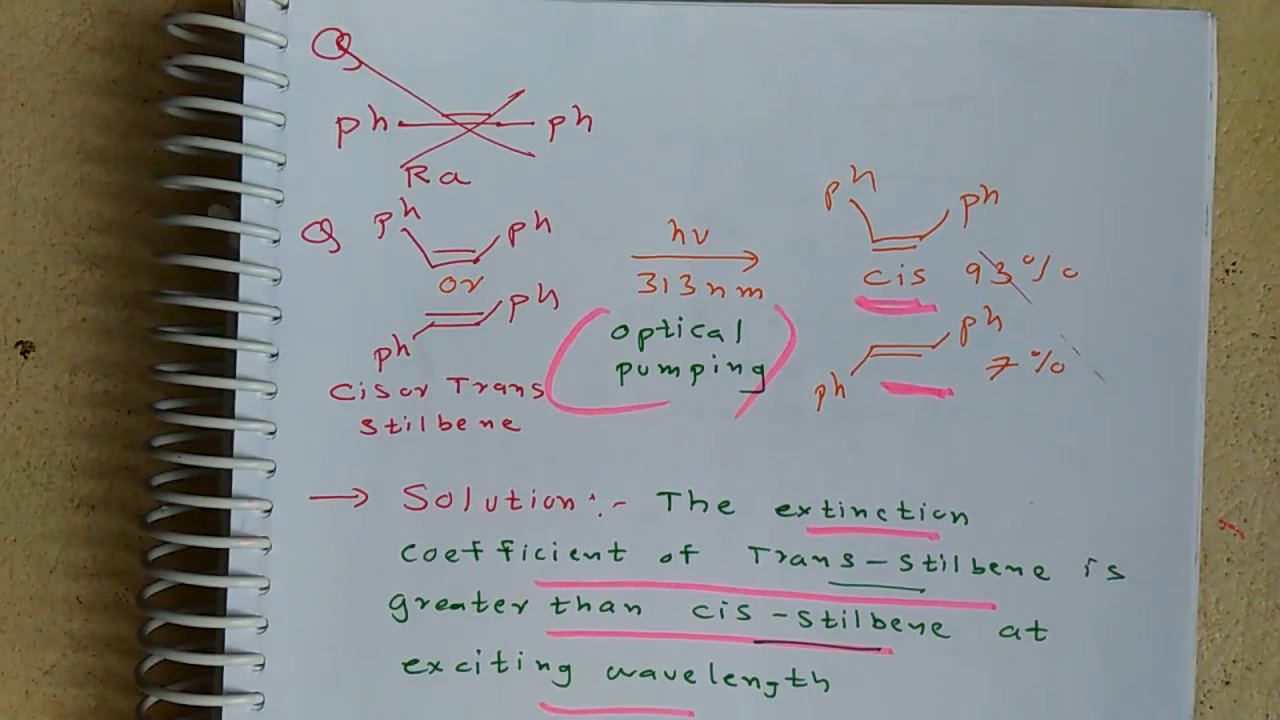 Q
Ph Ph
Ra
Q Ph Ph
or
Ph Ph
Cis or Trans
Stilbene
hν
313 nm
optical
pumping
Ph Ph
Cis 93%
Ph Ph
7%
→ Solution :- The extinction
coefficient of Trans-stilbene is
greater than cis-stilbene at
exciting wavelength